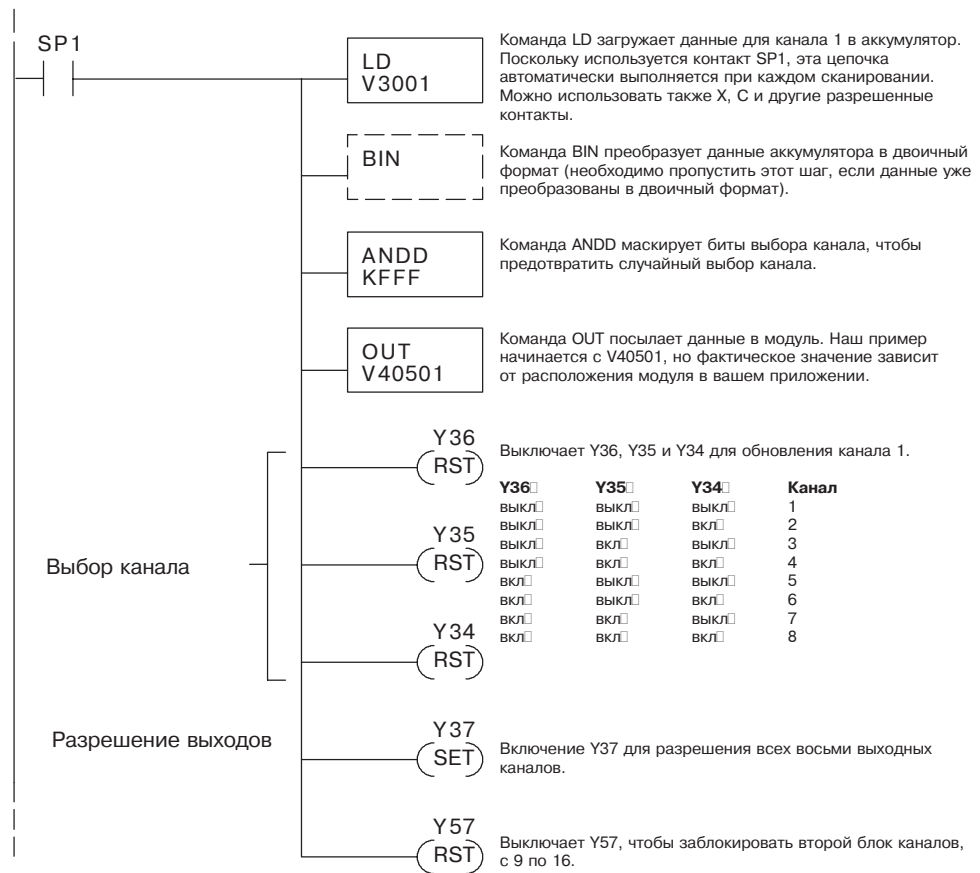 SP1
LD
V3001
Команда LD загружает данные для канала 1 в аккумулятор.
Поскольку используется контакт SP1, эта цепочка
автоматически выполняется при каждом сканировании.
Можно использовать также X, C и другие разрешенные
контакты.
BIN
Команда BIN преобразует данные аккумулятора в двоичный
формат (необходимо пропустить этот шаг, если данные уже
преобразованы в двоичный формат).
ANDD
KFFF
Команда ANDD маскирует биты выбора канала, чтобы
предотвратить случайный выбор канала.
OUT
V40501
Команда OUT посылает данные в модуль. Наш пример
начинается с V40501, но фактическое значение зависит
от расположения модуля в вашем приложении.
Выбор канала
Y36
RST
Выключает Y36, Y35 и Y34 для обновления канала 1.
Y36 Y35 Y34 Канал
выкл выкл выкл 1
выкл выкл вкл 2
выкл вкл выкл 3
выкл вкл вкл 4
вкл выкл выкл 5
вкл выкл вкл 6
вкл вкл выкл 7
вкл вкл вкл 8
Y35
RST
Y34
RST
Разрешение выходов
Y37
SET
Включение Y37 для разрешения всех восьми выходных
каналов.
Y57
RST
Выключает Y57, чтобы заблокировать второй блок каналов,
с 9 по 16.